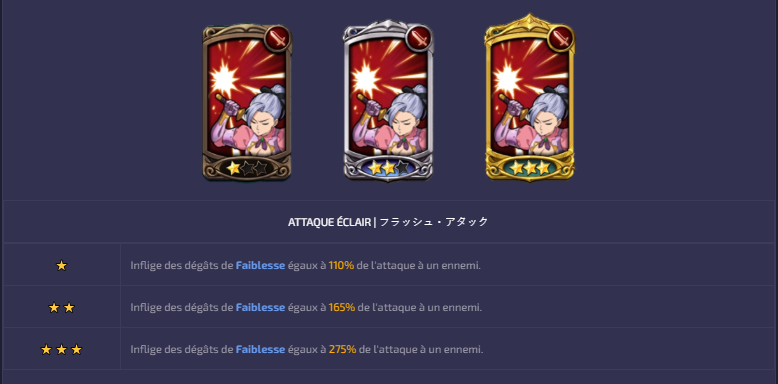 ATTAQUE ÉCLAIR | フラッシュ・アタック
Inflige des dégâts de Faiblesse égaux à 110% de l'attaque à un ennemi.
Inflige des dégâts de Faiblesse égaux à 165% de l'attaque à un ennemi.
Inflige des dégâts de Faiblesse égaux à 275% de l'attaque à un ennemi.